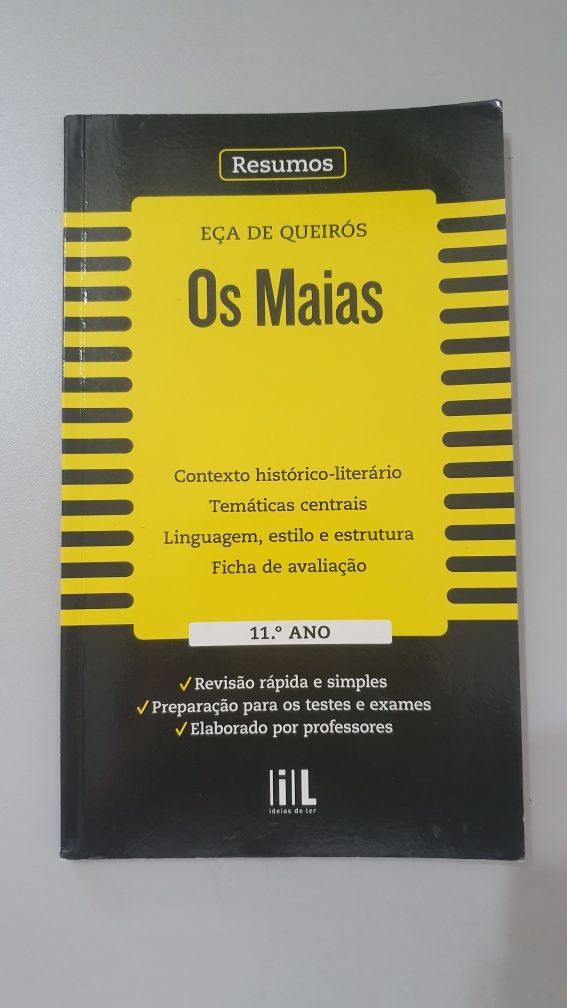 Resumos
EÇA DE QUEIRÓS
Os Maias
Contexto histórico-literário
Temáticas centrais
Linguagem, estilo e estrutura
Ficha de avaliação
11.º ANO
✓Revisão rápida e simples
✓Preparação para os testes e exames
✓Elaborado por professores
|i|L
ideias de ler